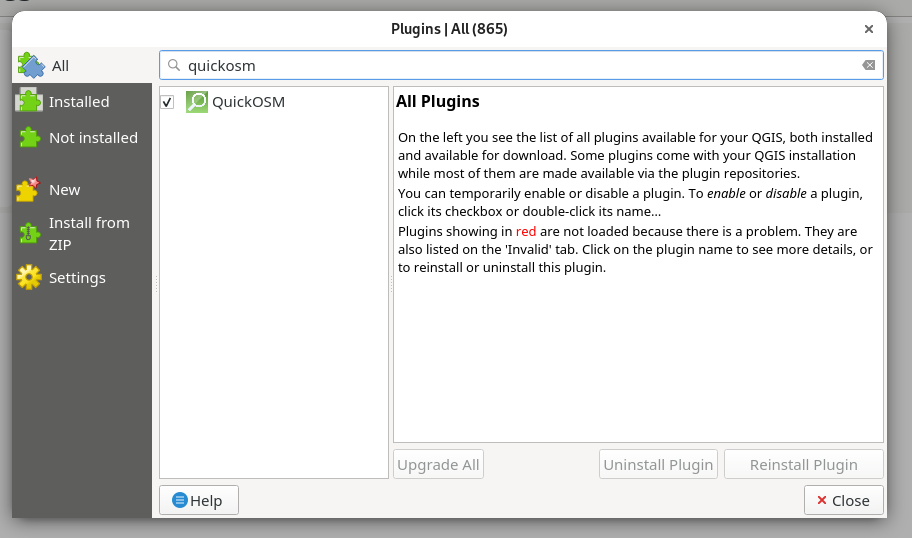 Plugins | All (865)
All
Installed
Not installed
New
Install from
ZIP
Settings
quickosm
QuickOSM
All Plugins
On the left you see the list of all plugins available for your QGIS, both installed
and available for download. Some plugins come with your QGIS installation
while most of them are made available via the plugin repositories.
You can temporarily enable or disable a plugin. To enable or disable a plugin,
click its checkbox or double-click its name...
Plugins showing in red are not loaded because there is a problem. They are
also listed on the 'Invalid' tab. Click on the plugin name to see more details, or
to reinstall or uninstall this plugin.
Upgrade All
Uninstall Plugin
Reinstall Plugin
Help
Close